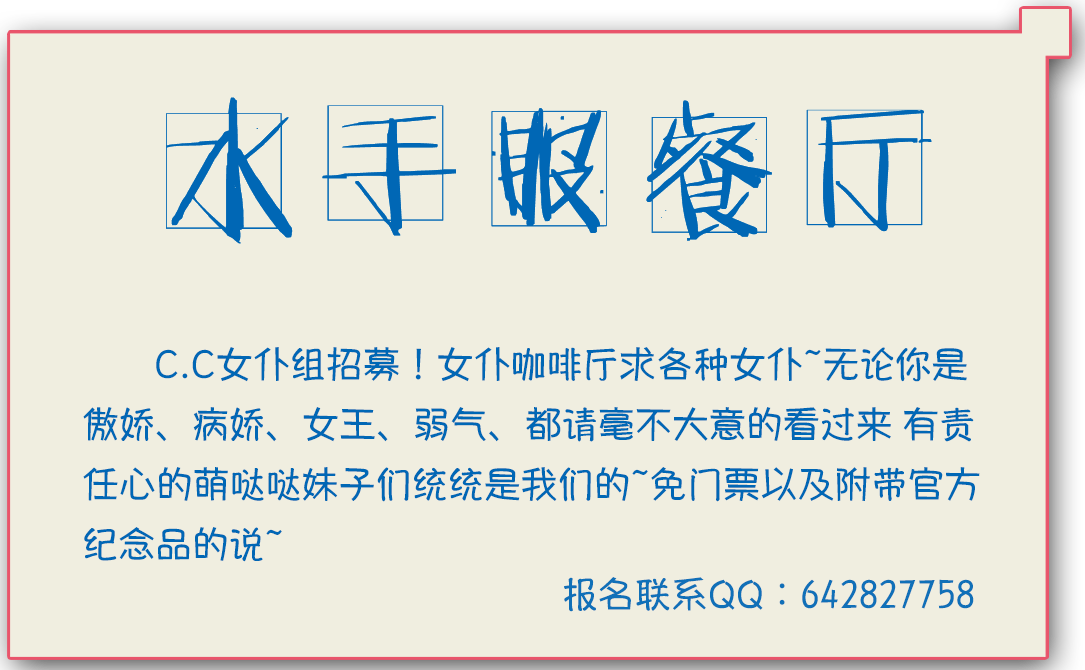 水手服餐厅
C.C女仆组招募！女仆咖啡厅求各种女仆~无论你是
傲娇、病娇、女王、弱气、都请毫不大意的看过来 有责
任心的萌哒哒妹子们统统是我们的~免门票以及附带官方
纪念品的说~
报名联系QQ：642827758